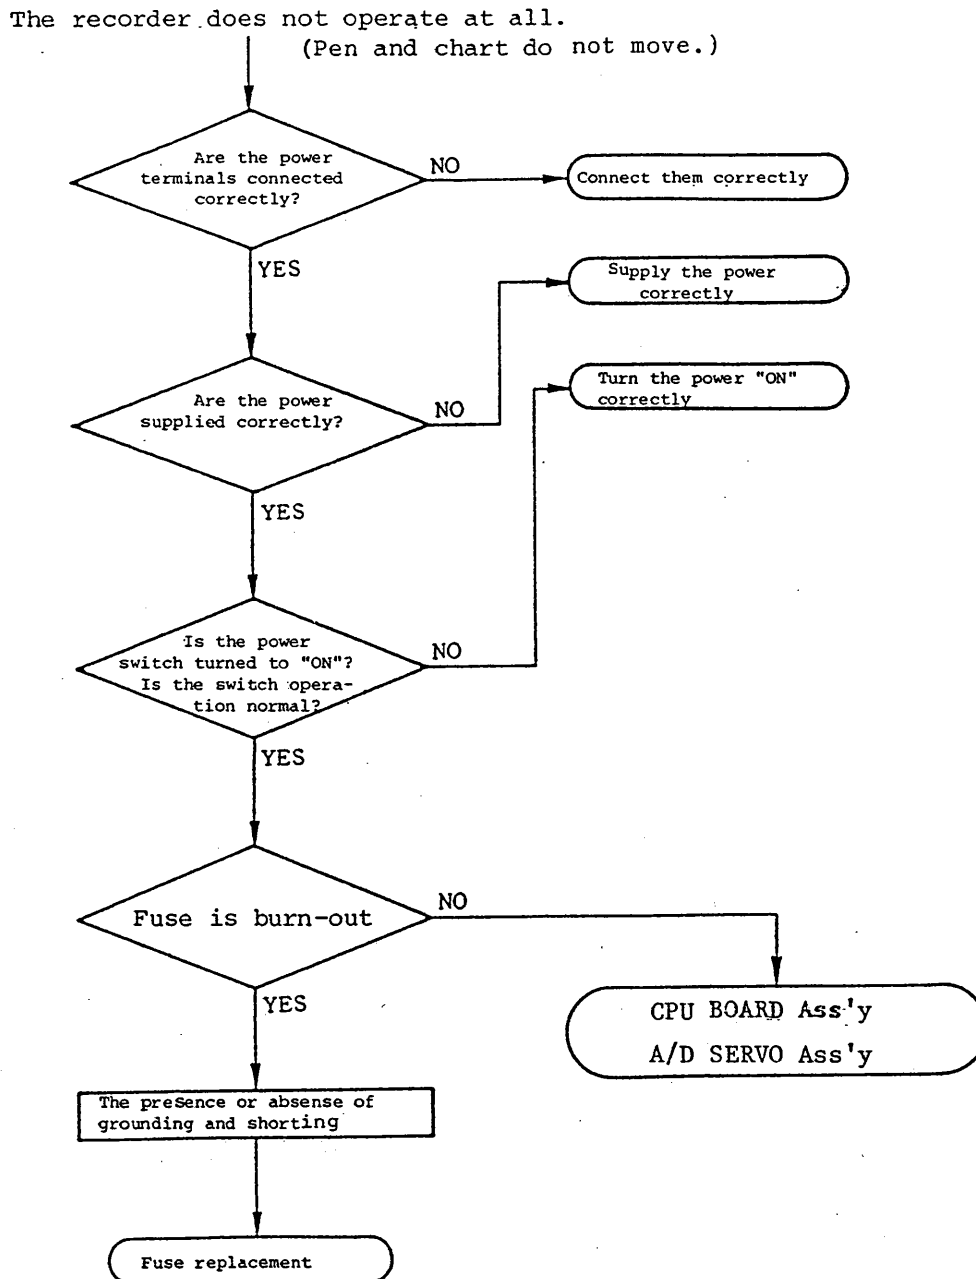 The recorder does not operate at all.
(Pen and chart do not move.)
Are the power
terminals connected
correctly?
NO
Connect them correctly
YES
Supply the power
correctly
Turn the power "ON"
correctly
Are the power
supplied correctly?
NO
YES
Is the power
switch turned to "ON"?
Is the switch opera-
tion normal?
NO
YES
Fuse is burn-out
NO
YES
CPU BOARD Ass'y
A/D SERVO Ass'y
The presence or absense of
grounding and shorting
Fuse replacement